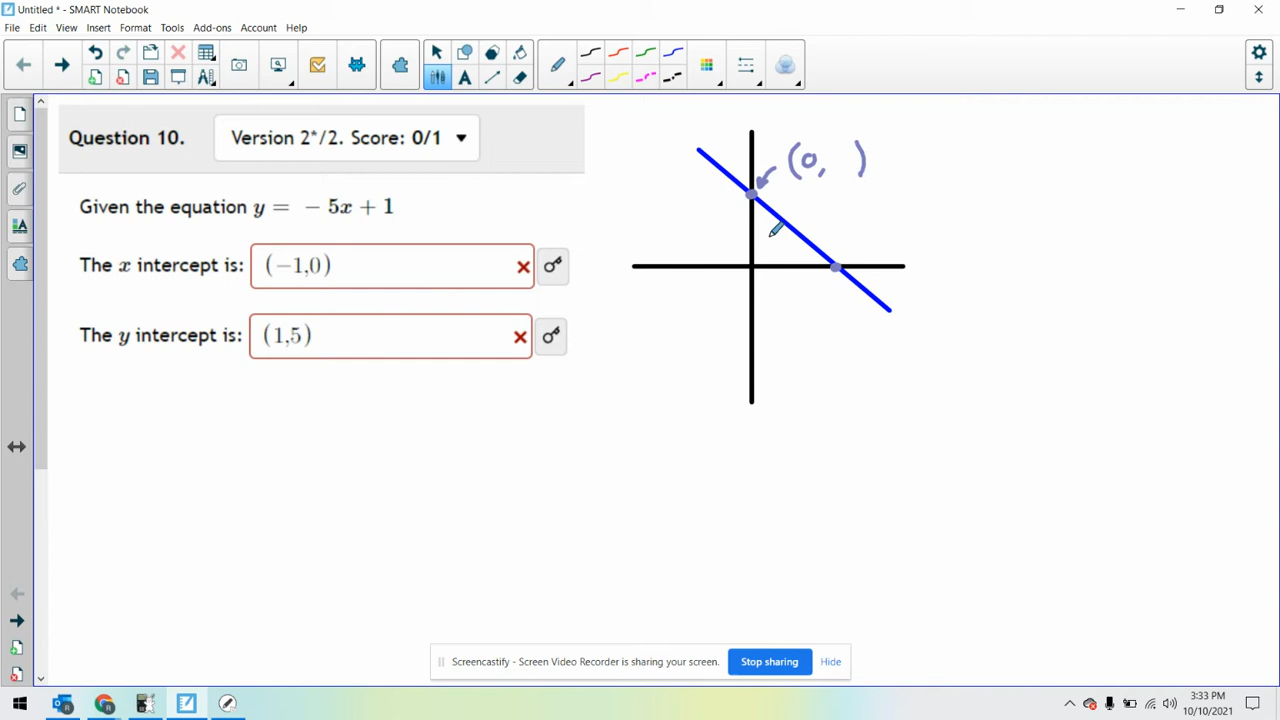 Untitled * - SMART Notebook
File Edit View Insert Format Tools Add-ons Account Help
Question 10. Version 2*/2. Score: 0/1
Given the equation y = − 5x + 1
The x intercept is: (−1,0)
The y intercept is: (1,5)
(0, )
Screencastify - Screen Video Recorder is sharing your screen. Stop sharing Hide
3:33 PM
10/10/2021